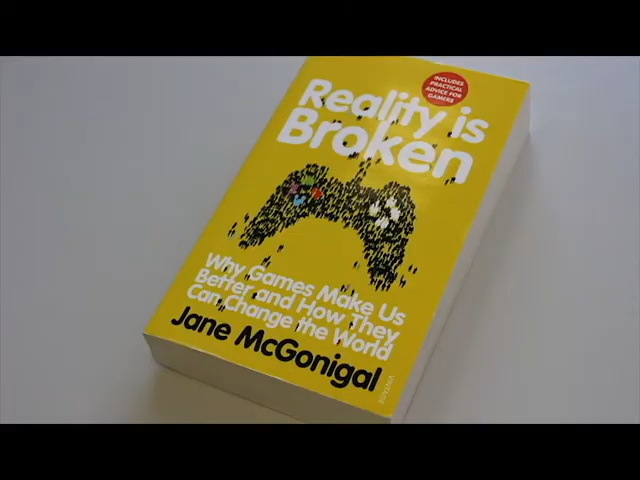 INCLUDES
PRACTICAL
ADVICE FOR
GAMERS
Reality is
Broken
Why Games Make Us
Better and How They
Can Change the World
Jane McGonigal
VINTAGE